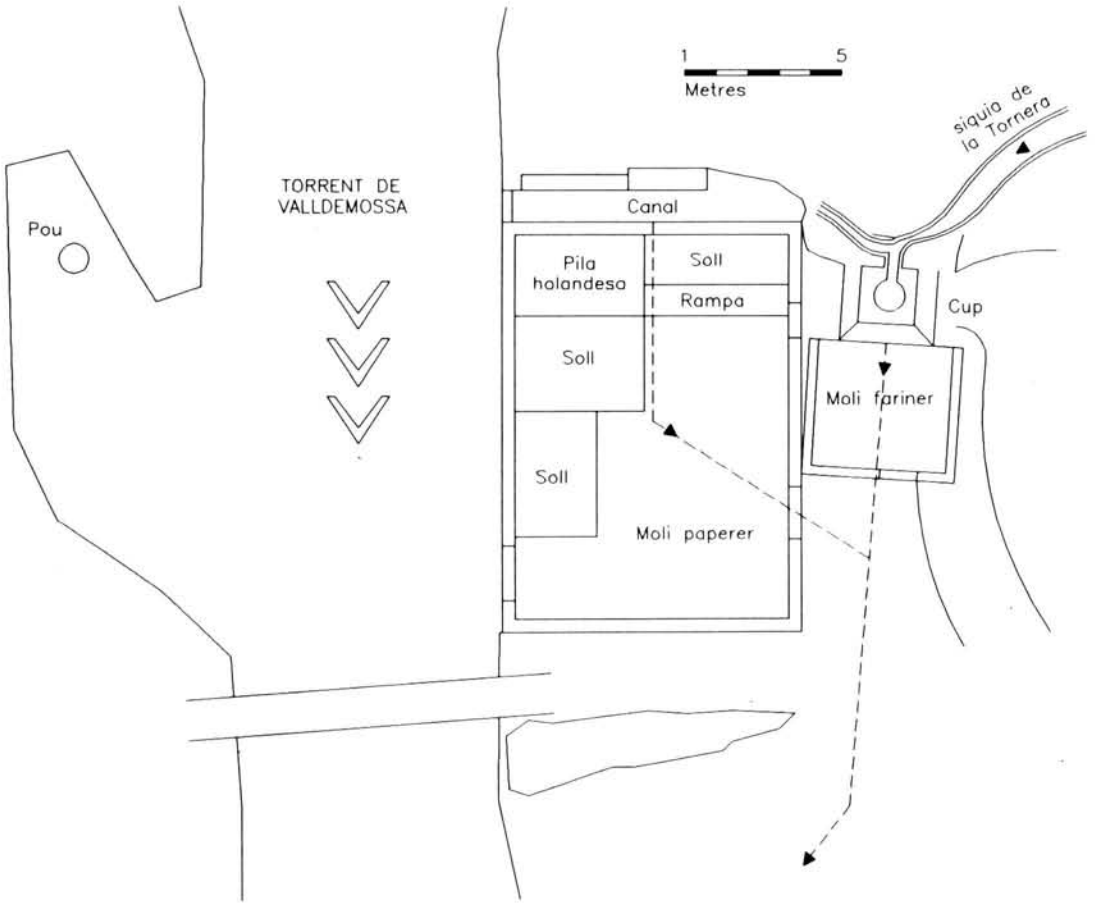 1 5
Metres
siquia de
la Tornera
TORRENT DE
VALLDEMOSSA
Pou
Canal
Pila
holandesa
Soll
Rampa
Cup
Soll
Moli fariner
Soll
Moli paperer